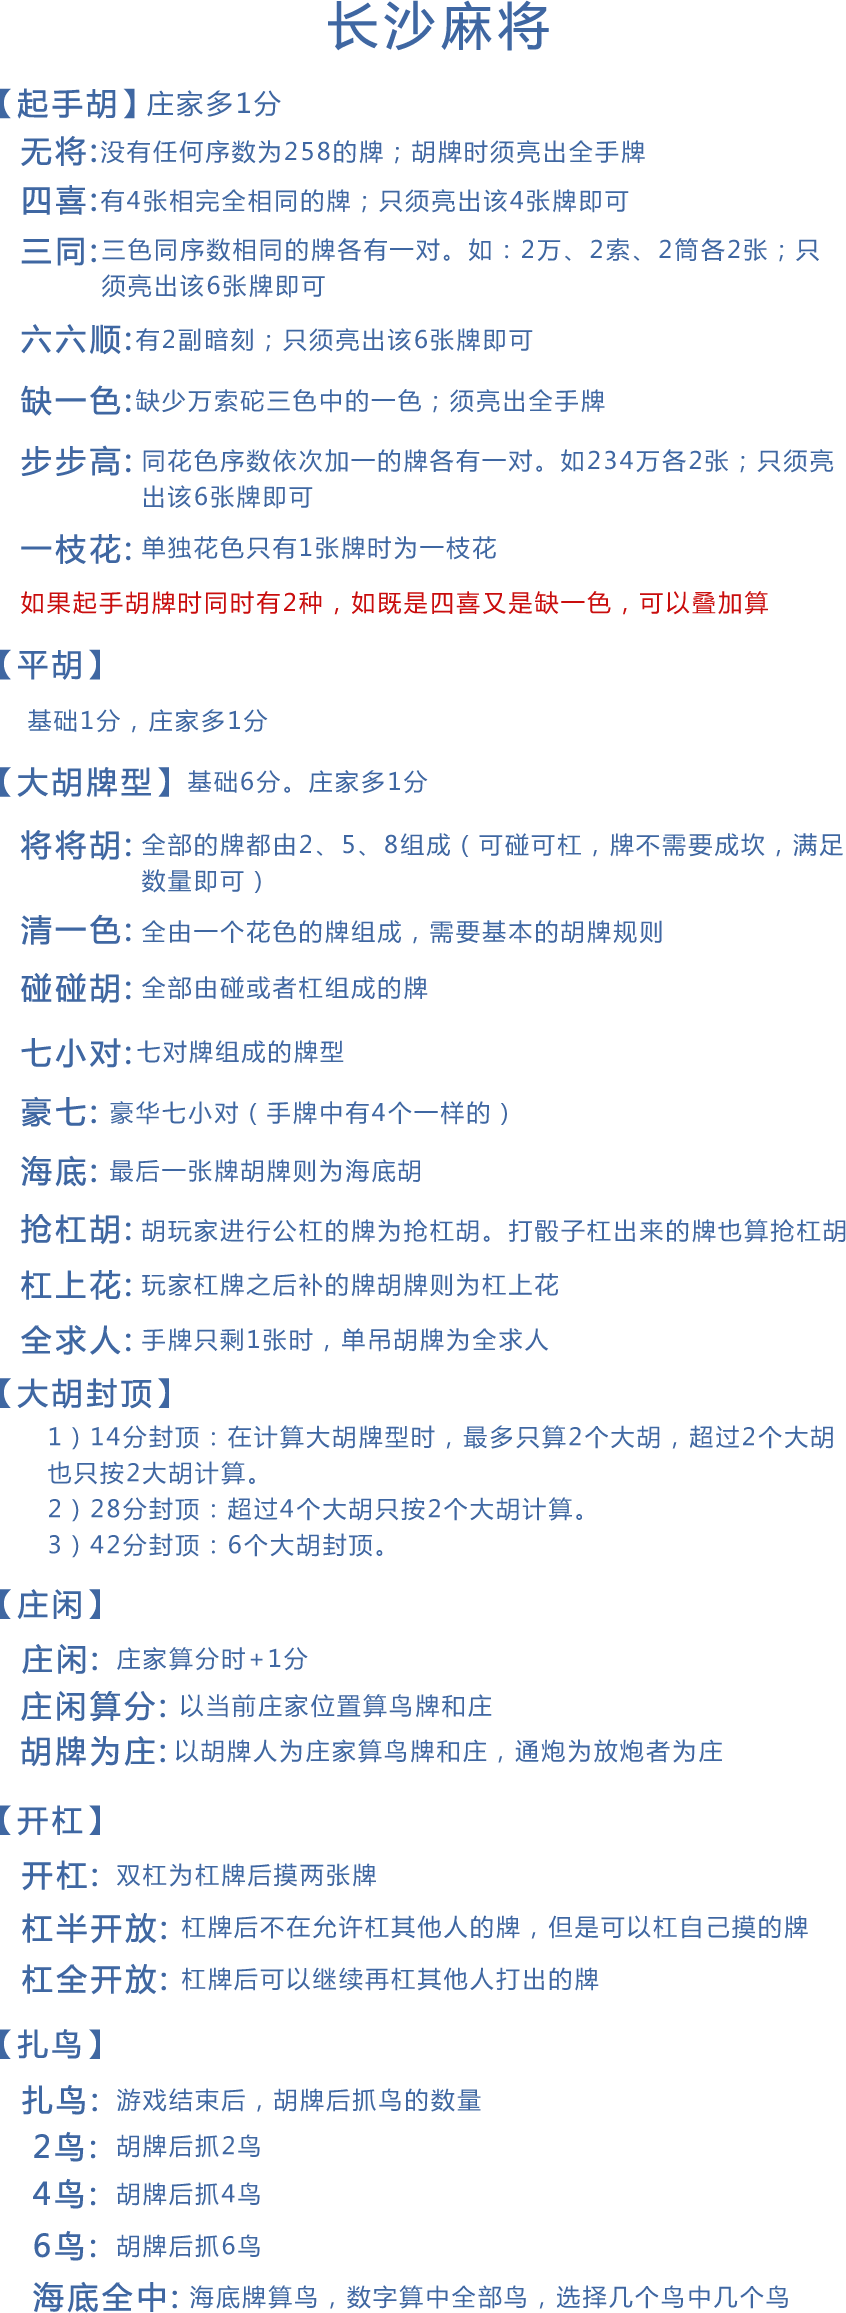 长沙麻将
【起手胡】庄家多1分
无将:没有任何序数为258的牌；胡牌时须亮出全手牌
四喜:有4张相完全相同的牌；只须亮出该4张牌即可
三同:三色同序数相同的牌各有一对。如：2万、2索、2筒各2张；只
须亮出该6张牌即可
六六顺:有2副暗刻；只须亮出该6张牌即可
缺一色:缺少万索砣三色中的一色；须亮出全手牌
步步高:同花色序数依次加一的牌各有一对。如234万各2张；只须亮
出该6张牌即可
一枝花:单独花色只有1张牌时为一枝花
如果起手胡牌时同时有2种，如既是四喜又是缺一色，可以叠加算
【平胡】
基础1分，庄家多1分
【大胡牌型】基础6分。庄家多1分
将将胡:全部的牌都由2、5、8组成（可碰可杠，牌不需要成坎，满足
数量即可）
清一色:全由一个花色的牌组成，需要基本的胡牌规则
碰碰胡:全部由碰或者杠组成的牌
七小对:七对牌组成的牌型
豪七:豪华七小对（手牌中有4个一样的）
海底:最后一张牌胡牌则为海底胡
抢杠胡:胡玩家进行公杠的牌为抢杠胡。打骰子杠出来的牌也算抢杠胡
杠上花:玩家杠牌之后补的牌胡牌则为杠上花
全求人:手牌只剩1张时，单吊胡牌为全求人
【大胡封顶】
1）14分封顶：在计算大胡牌型时，最多只算2个大胡，超过2个大胡
也只按2大胡计算。
2）28分封顶：超过4个大胡只按2个大胡计算。
3）42分封顶：6个大胡封顶。
【庄闲】
庄闲:庄家算分时+1分
庄闲算分:以当前庄家位置算鸟牌和庄
胡牌为庄:以胡牌人为庄家算鸟牌和庄，通炮为放炮者为庄
【开杠】
开杠:双杠为杠牌后摸两张牌
杠半开放:杠牌后不在允许杠其他人的牌，但是可以杠自己摸的牌
杠全开放:杠牌后可以继续再杠其他人打出的牌
【扎鸟】
扎鸟:游戏结束后，胡牌后抓鸟的数量
2鸟:胡牌后抓2鸟
4鸟:胡牌后抓4鸟
6鸟:胡牌后抓6鸟
海底全中:海底牌算鸟，数字算中全部鸟，选择几个鸟中几个鸟